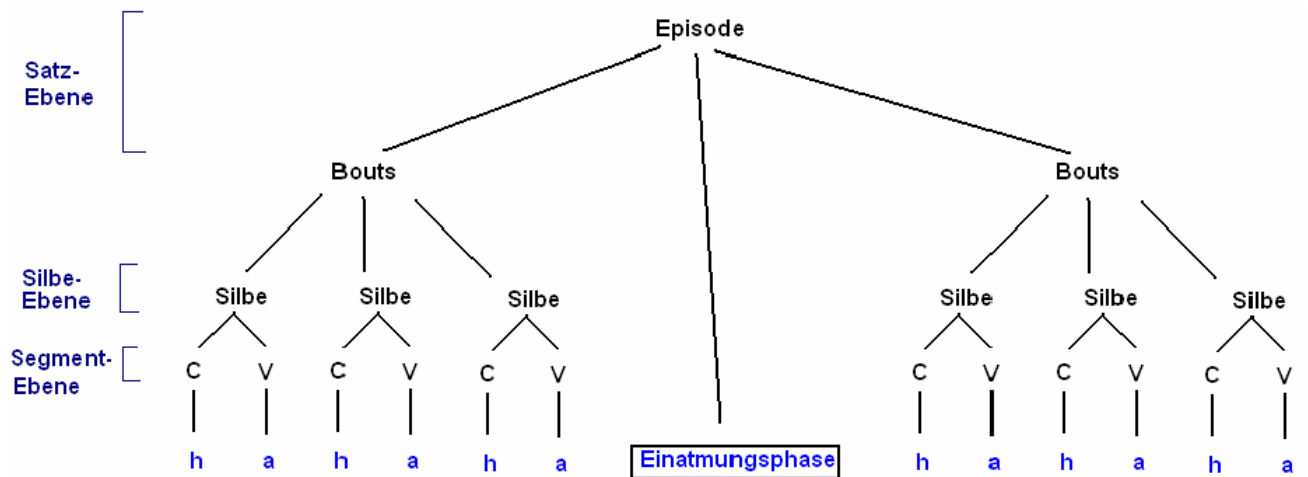 Episode
Satz-
Ebene
Bouts Bouts
Silbe-
Ebene
Silbe Silbe Silbe Silbe Silbe Silbe
Segment-
Ebene
C V C V C V C V C V C V
h a h a h a Einatmungsphase h a h a h a